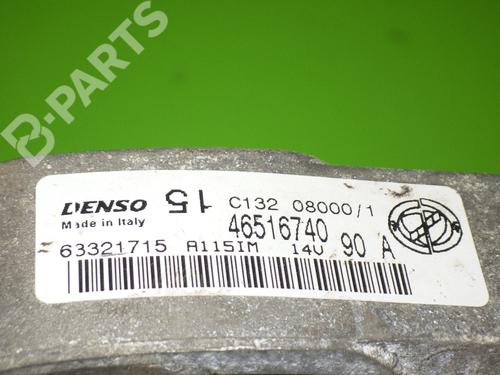 B-PARTS
DENSO 15 C132 08000/1
Made in Italy 46516740
63321715 A115IM 14V 90 A